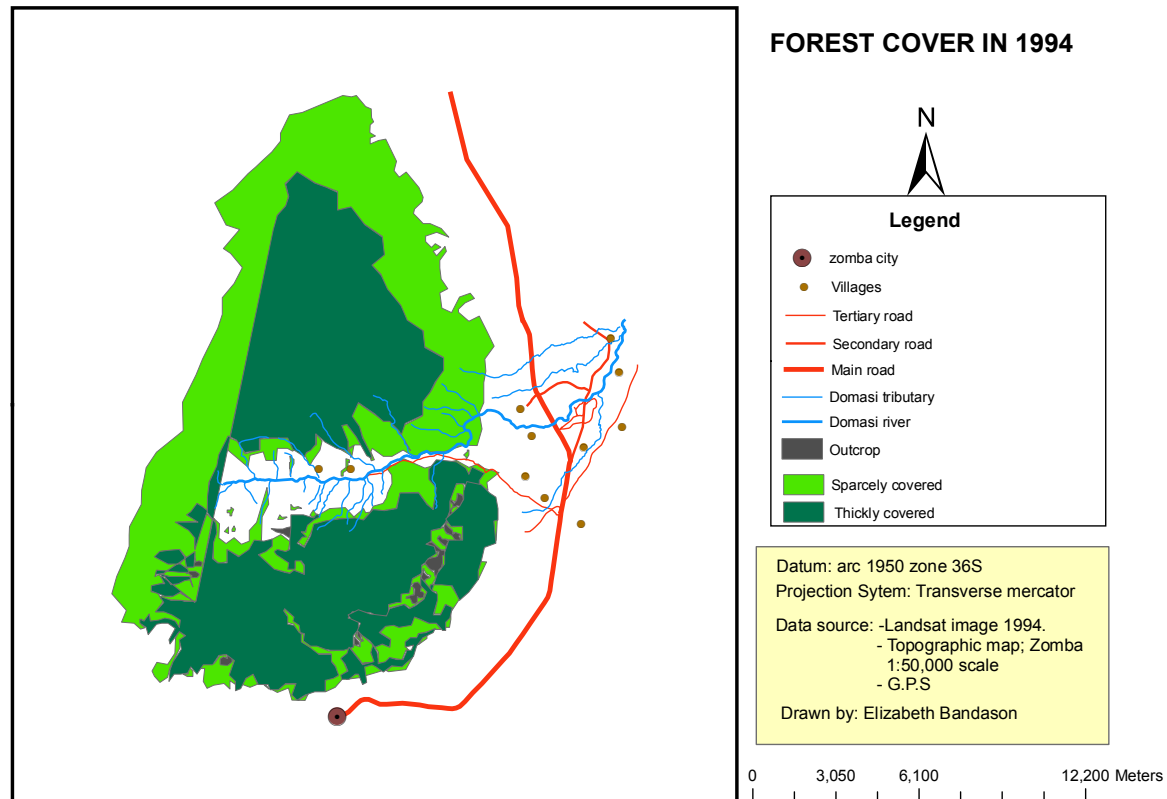 FOREST COVER IN 1994
N
Legend
zomba city
Villages
Tertiary road
Secondary road
Main road
Domasi tributary
Domasi river
Outcrop
Sparcely covered
Thickly covered
Datum: arc 1950 zone 36S
Projection Sytem: Transverse mercator
Data source: -Landsat image 1994.
- Topographic map; Zomba
1:50,000 scale
- G.P.S
Drawn by: Elizabeth Bandason
0 3,050 6,100 12,200 Meters